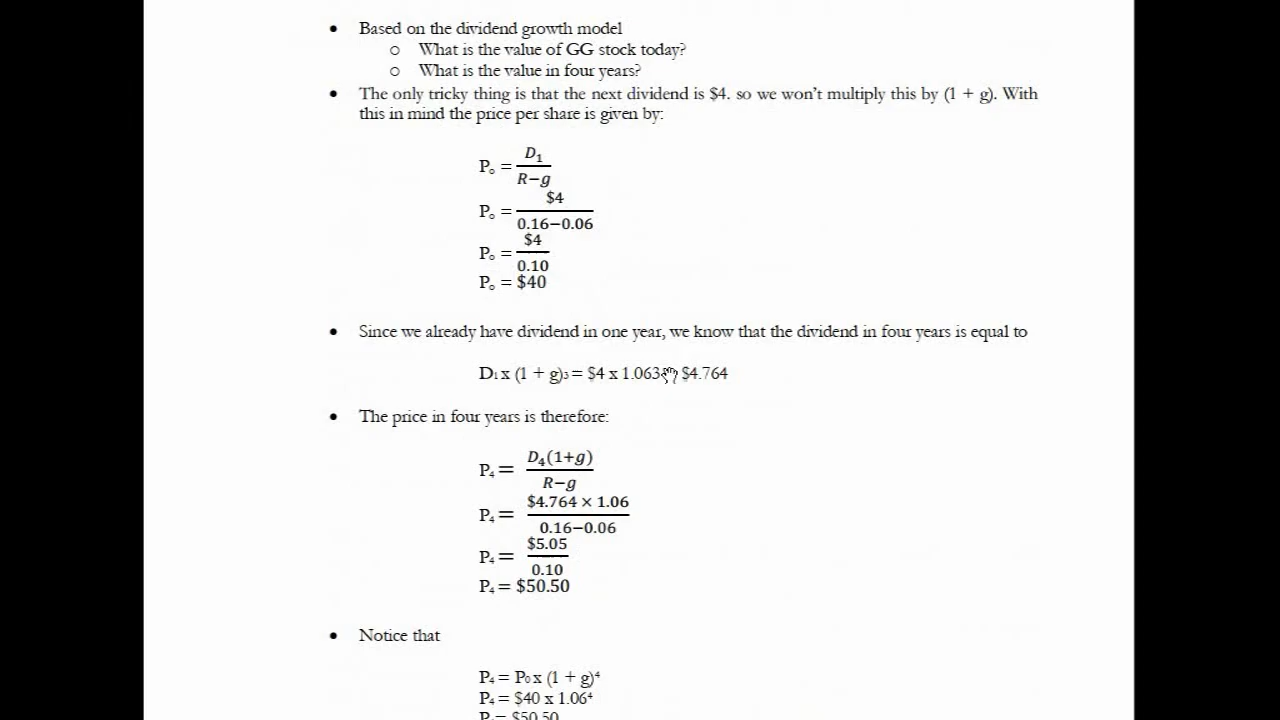 • Based on the dividend growth model
o What is the value of GG stock today?
o What is the value in four years?
• The only tricky thing is that the next dividend is $4. so we won't multiply this by (1 + g). With
this in mind the price per share is given by:
P₀ = D₁ / R−g
P₀ = $4 / 0.16−0.06
P₀ = $4 / 0.10
P₀ = $40
• Since we already have dividend in one year, we know that the dividend in four years is equal to
D₁ x (1 + g)₃ = $4 x 1.063 $4.764
• The price in four years is therefore:
P₄ = D₄(1+g) / R−g
P₄ = $4.764 × 1.06 / 0.16−0.06
P₄ = $5.05 / 0.10
P₄ = $50.50
• Notice that
P₄ = P₀ x (1 + g)⁴
P₄ = $40 x 1.06⁴